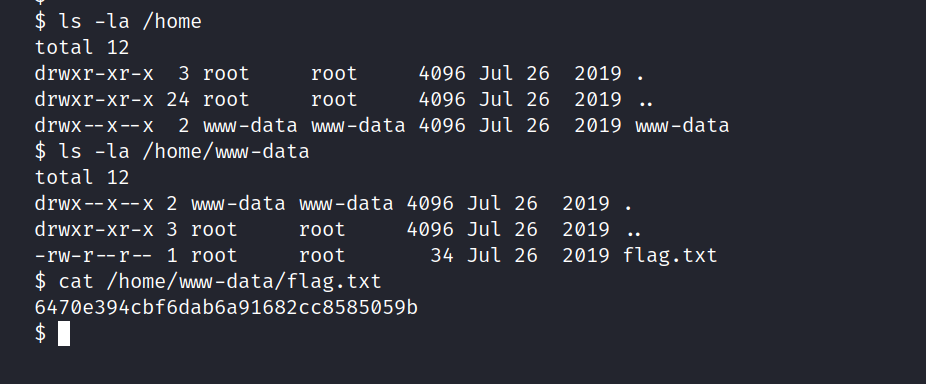 $ ls -la /home
total 12
drwxr-xr-x  3 root     root     4096 Jul 26  2019 .
drwxr-xr-x 24 root     root     4096 Jul 26  2019 ..
drwx--x--x  2 www-data www-data 4096 Jul 26  2019 www-data
$ ls -la /home/www-data
total 12
drwx--x--x 2 www-data www-data 4096 Jul 26  2019 .
drwxr-xr-x 3 root     root     4096 Jul 26  2019 ..
-rw-r--r-- 1 root     root       34 Jul 26  2019 flag.txt
$ cat /home/www-data/flag.txt
6470e394cbf6dab6a91682cc8585059b
$